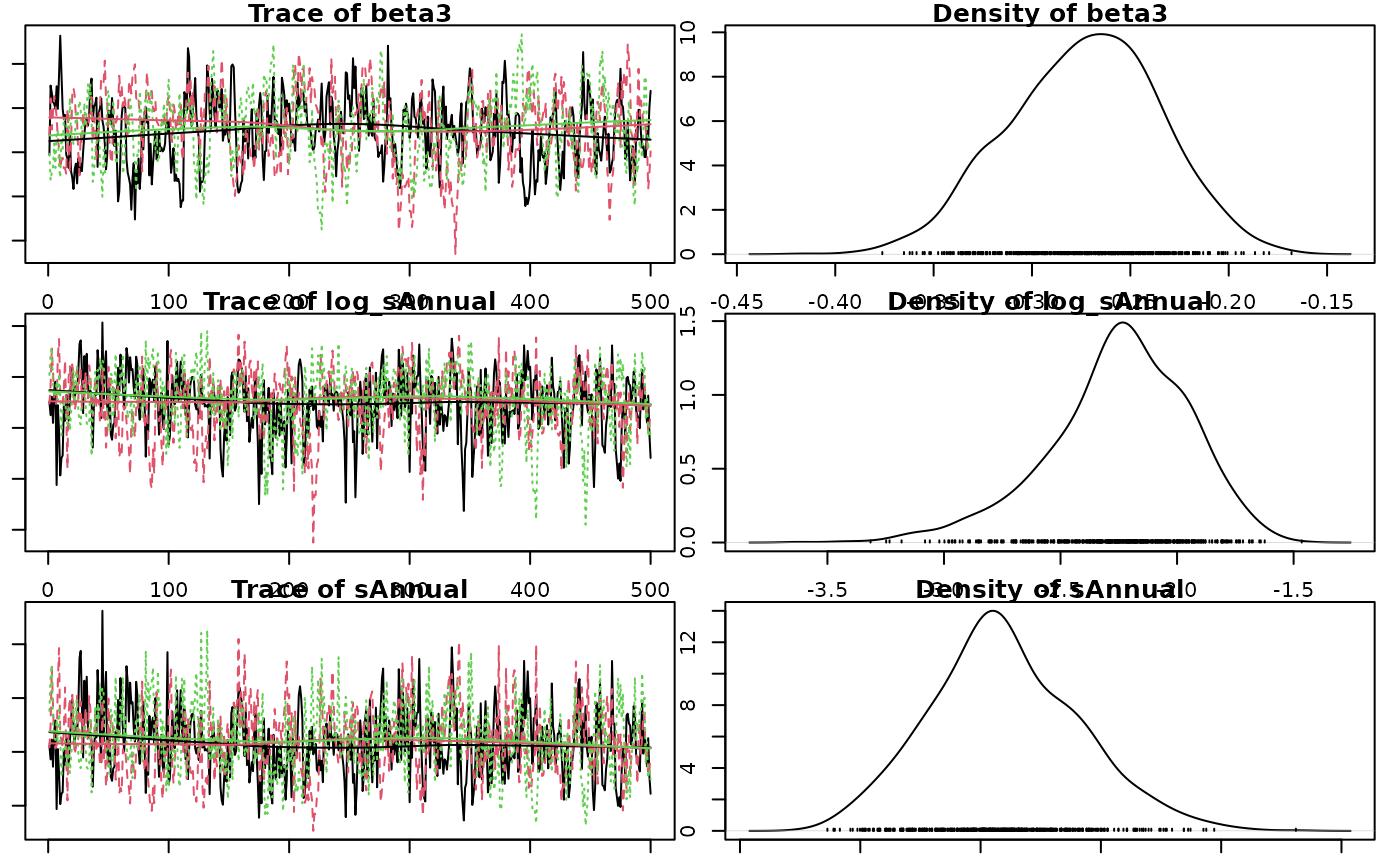 Trace of beta3
Density of beta3
0 2 4 6 8 10
0 100 200 300 400 500
-0.45 -0.40 -0.35 -0.30 -0.25 -0.20 -0.15
Trace of log_sAnnual
Density of log_sAnnual
0.0 0.5 1.0 1.5
0 100 200 300 400 500
-3.5 -3.0 -2.5 -2.0 -1.5
Trace of sAnnual
Density of sAnnual
0 4 8 12